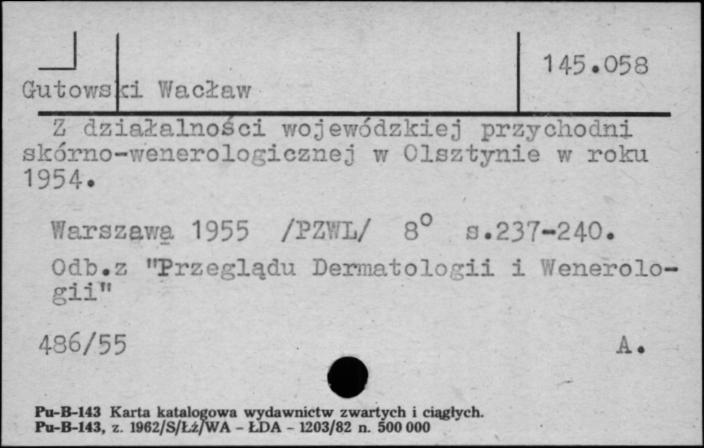 145.058
Gutowski Wacław
Z działalności wojewódzkiej przychodni
skórno-wenerologicznej w Olsztynie w roku
1954.
Warszawa 1955 /PZWL/ 8° s.237-240.
Odb.z "Przeglądu Dermatologii i Wenerolo-
gii"
486/55 A.
Pu-B-143 Karta katalogowa wydawnictw zwartych i ciągłych.
Pu-B-143, z. 1962/S/Łź/WA - ŁDA - 1203/82 n. 500 000